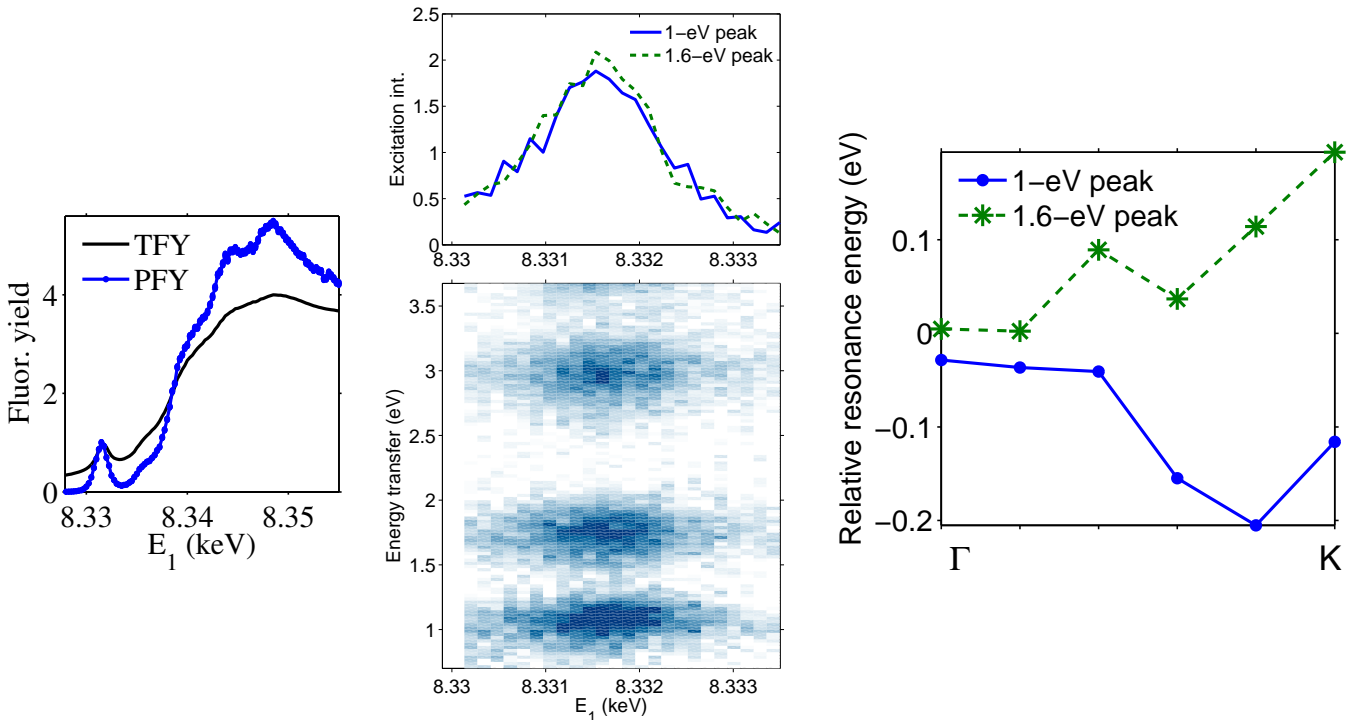 TFY
PFY
4
2
0
8.33
8.34
8.35
E1 (keV)
Fluor. yield
1−eV peak
1.6−eV peak
2.5
2
1.5
1
0.5
0
8.33
8.331
8.332
8.333
Excitation int.
3.5
3
2.5
2
1.5
1
8.33
8.331
8.332
8.333
E1 (keV)
Energy transfer (eV)
1−eV peak
1.6−eV peak
0.1
0
−0.1
−0.2
Γ
K
Relative resonance energy (eV)